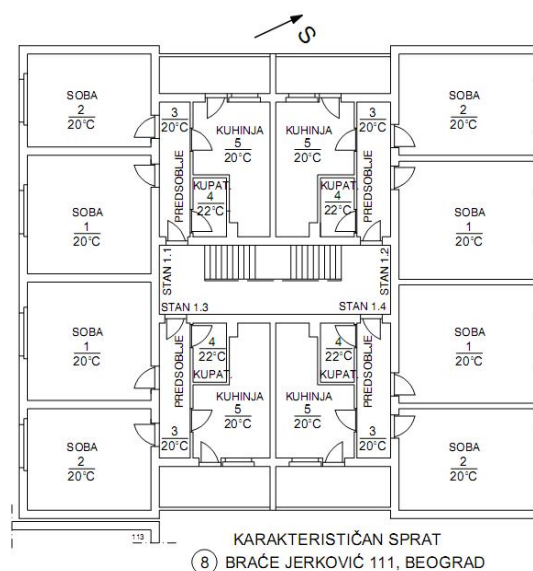 S
SOBA
2
20°C
3
20°C
KUHINJA
5
20°C
KUHINJA
5
20°C
3
20°C
SOBA
2
20°C
PREDSOBLJE
KUPAT.
4
22°C
KUPAT.
4
22°C
PREDSOBLJE
SOBA
1
20°C
SOBA
1
20°C
STAN 1.1
STAN 1.2
STAN 1.3
STAN 1.4
SOBA
1
20°C
PREDSOBLJE
4
22°C
KUPAT.
4
22°C
KUPAT.
PREDSOBLJE
SOBA
1
20°C
KUHINJA
5
20°C
KUHINJA
5
20°C
3
20°C
3
20°C
SOBA
2
20°C
SOBA
2
20°C
113
KARAKTERISTIČAN SPRAT
8 BRAĆE JERKOVIĆ 111, BEOGRAD